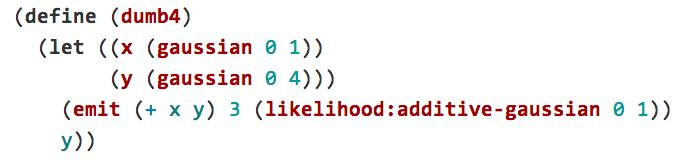 (define (dumb4)
  (let ((x (gaussian 0 1))
        (y (gaussian 0 4)))
    (emit (+ x y) 3 (likelihood:additive-gaussian 0 1))
    y))